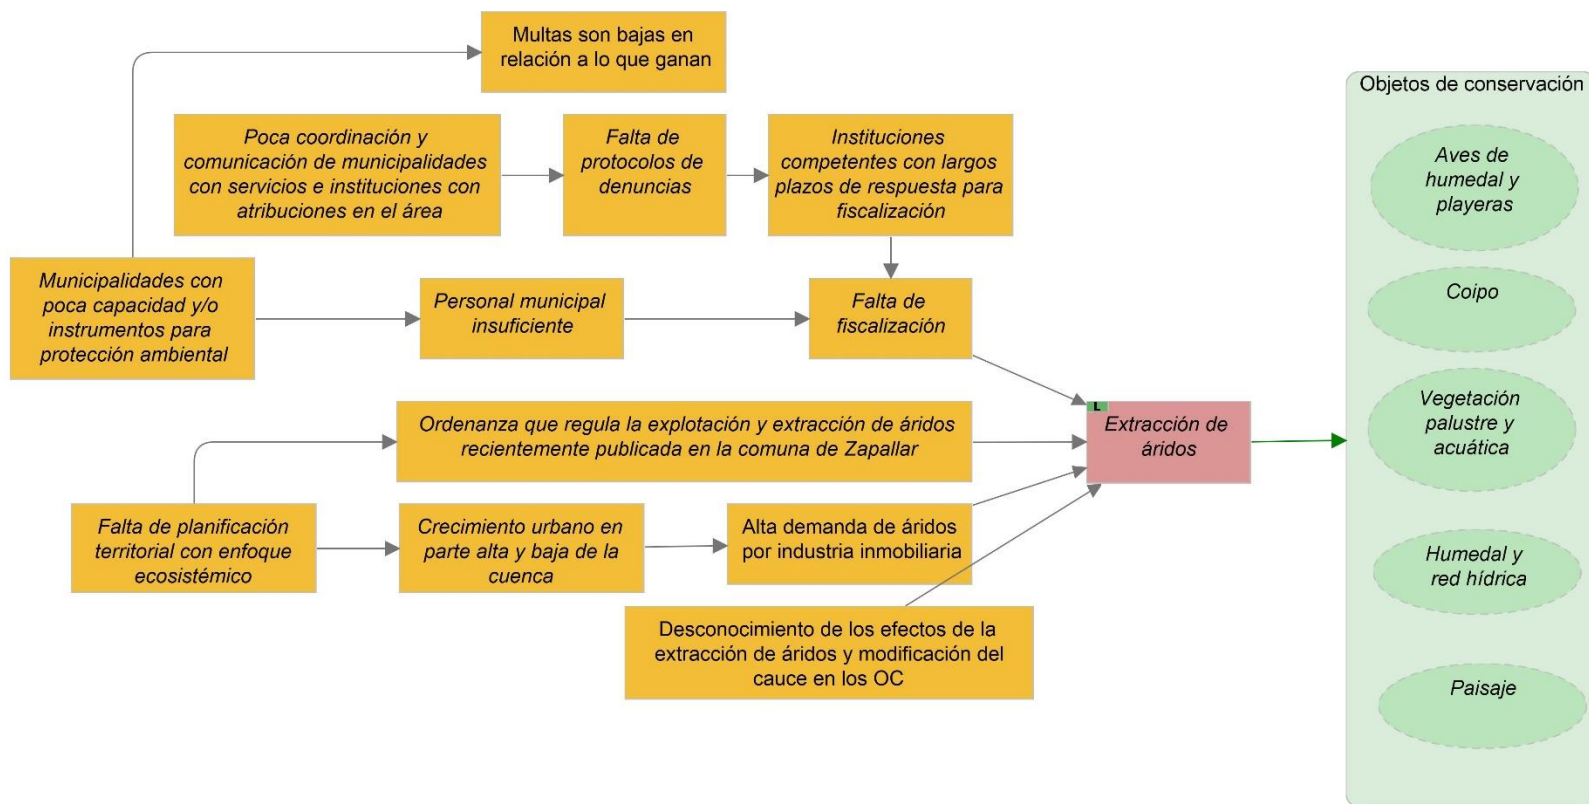 Multas son bajas en
relación a lo que ganan
Objetos de conservación
Poca coordinación y
comunicación de municipalidades
con servicios e instituciones con
atribuciones en el área
Falta de
protocolos de
denuncias
Instituciones
competentes con largos
plazos de respuesta para
fiscalización
Aves de
humedal y
playeras
Municipalidades con
poca capacidad y/o
instrumentos para
protección ambiental
Personal municipal
insuficiente
Falta de
fiscalización
Coipo
Ordenanza que regula la explotación y extracción de áridos
recientemente publicada en la comuna de Zapallar
L
Extracción de
áridos
Vegetación
palustre y
acuática
Falta de planificación
territorial con enfoque
ecosistémico
Crecimiento urbano en
parte alta y baja de la
cuenca
Alta demanda de áridos
por industria inmobiliaria
Humedal y
red hídrica
Desconocimiento de los efectos de la
extracción de áridos y modificación del
cauce en los OC
Paisaje